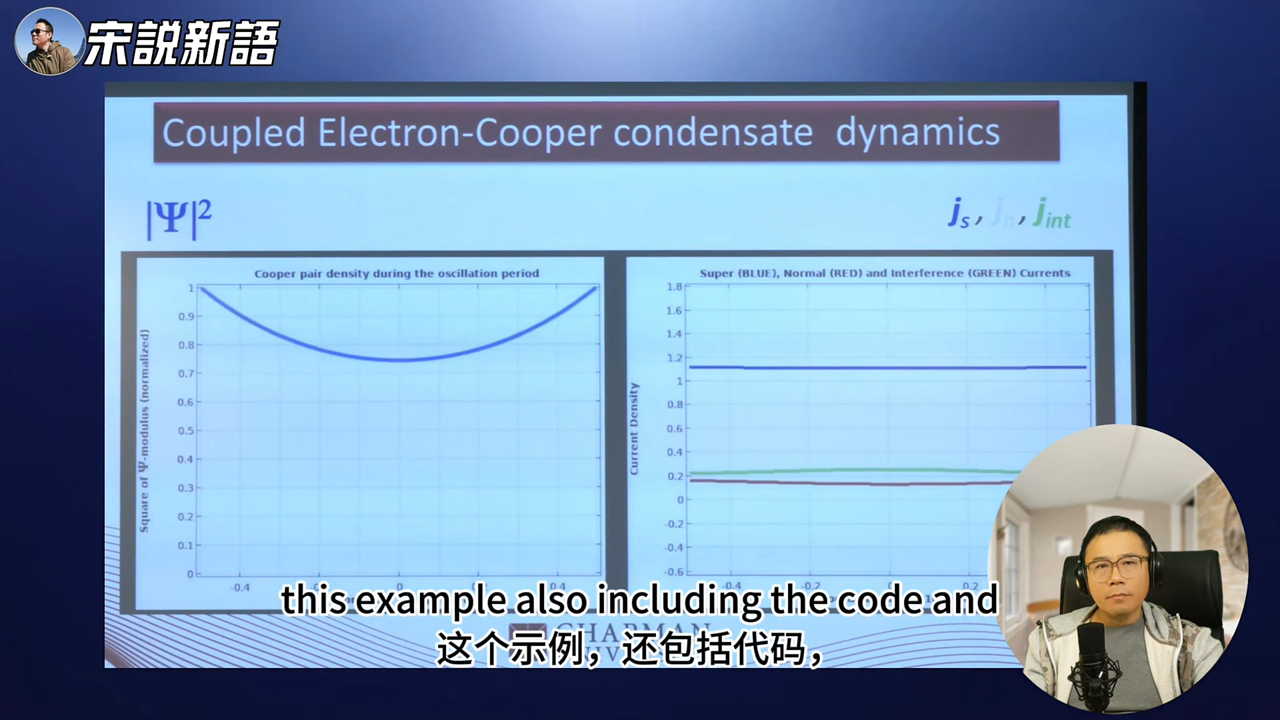 宋説新語
Coupled Electron-Cooper condensate dynamics
|Ψ|²
js, jn, jint
Cooper pair density during the oscillation period
Super (BLUE), Normal (RED) and Interference (GREEN) Currents
Square of Ψ-modulus (normalized)
1
0.9
0.8
0.7
0.6
0.5
0.4
0.3
0.2
0.1
0
-0.4
0
0.4
Current Density
1.8
1.6
1.4
1.2
1
0.8
0.6
0.4
0.2
0
-0.2
-0.4
-0.6
-0.4
0.2
this example also including the code and
这个示例，还包括代码，